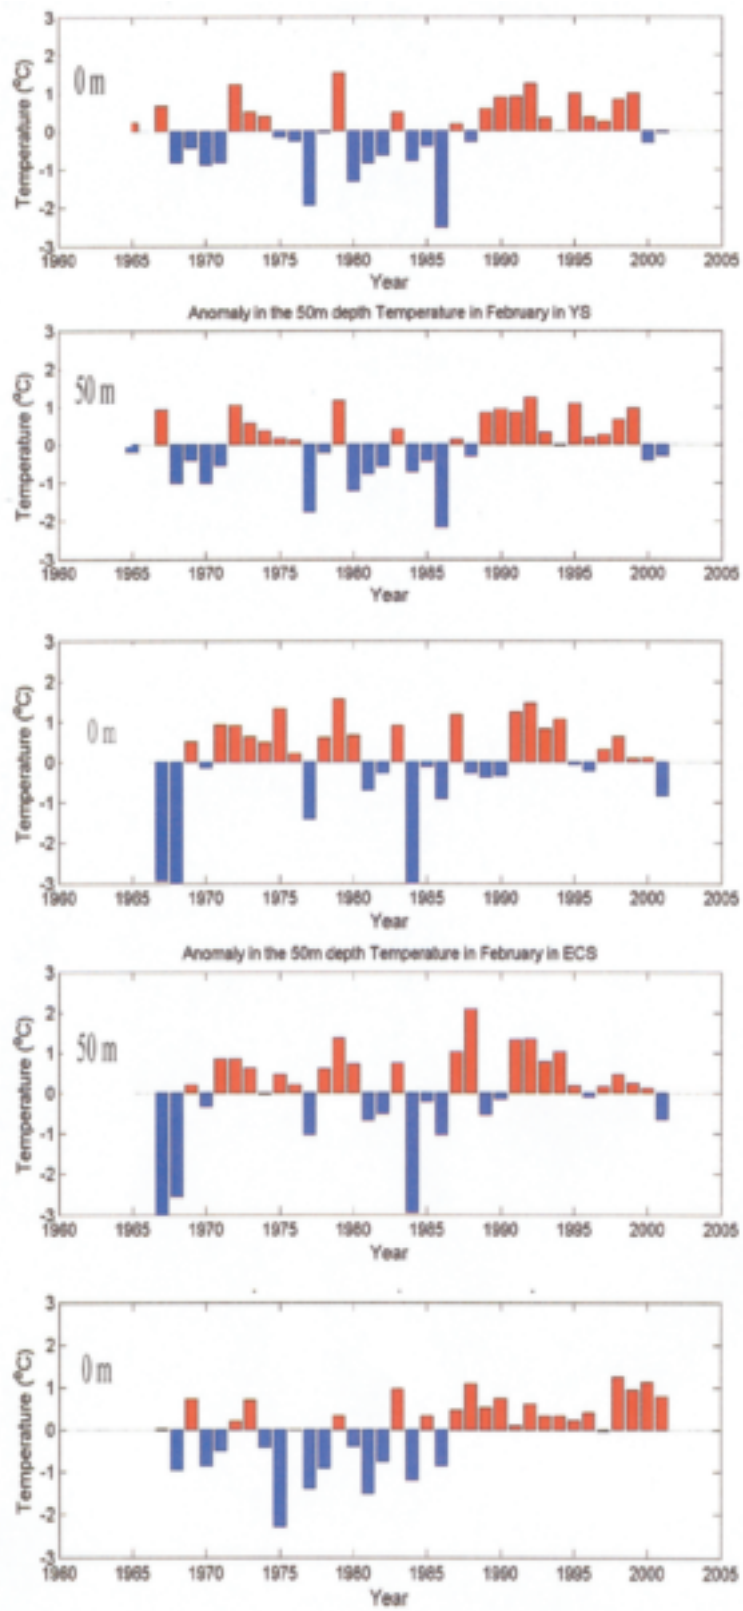 3
2
0 m
1
0
-1
-2
-3
Temperature (°C)
1960 1965 1970 1975 1980 1985 1990 1995 2000 2005
Year
Anomaly in the 50m depth Temperature in February in YS
3
2
50 m
1
0
-1
-2
-3
Temperature (°C)
1960 1965 1970 1975 1980 1985 1990 1995 2000 2005
Year
3
2
1
0 m
0
-1
-2
-3
Temperature (°C)
1960 1965 1970 1975 1980 1985 1990 1995 2000 2005
Year
Anomaly in the 50m depth Temperature in February in ECS
3
2
50 m
1
0
-1
-2
-3
Temperature (°C)
1960 1965 1970 1975 1980 1985 1990 1995 2000 2005
Year
3
2
0 m
1
0
-1
-2
-3
Temperature (°C)
1960 1965 1970 1975 1980 1985 1990 1995 2000 2005
Year